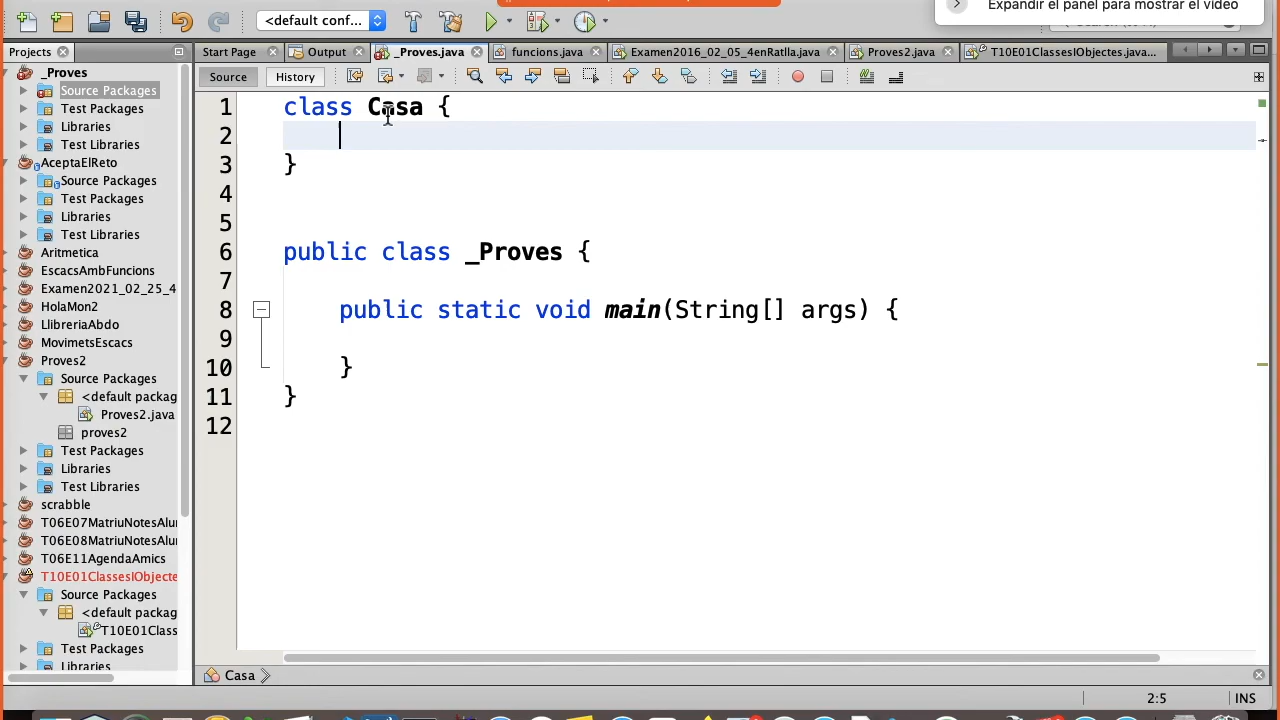 <default conf...
Expandir el panel para mostrar el vídeo
Projects
Start Page
Output
_Proves.java
funcions.java
Examen2016_02_05_4enRatlla.java
Proves2.java
T10E01ClassesIObjectes.java...
Source
History
_Proves
Source Packages
Test Packages
Libraries
Test Libraries
AceptaElReto
Source Packages
Test Packages
Libraries
Test Libraries
Aritmetica
EscacsAmbFuncions
Examen2021_02_25_4
HolaMon2
LlibreriaAbdo
MovimetsEscacs
Proves2
Source Packages
<default packag
Proves2.java
proves2
Test Packages
Libraries
Test Libraries
scrabble
T06E07MatriuNotesAlu
T06E08MatriuNotesAlu
T06E11AgendaAmics
T10E01ClassesIObjecte
Source Packages
<default packag
T10E01Class
Test Packages
Libraries
1 class Casa {
2
3 }
4
5
6 public class _Proves {
7
8 public static void main(String[] args) {
9
10 }
11 }
12
Casa
2:5 INS